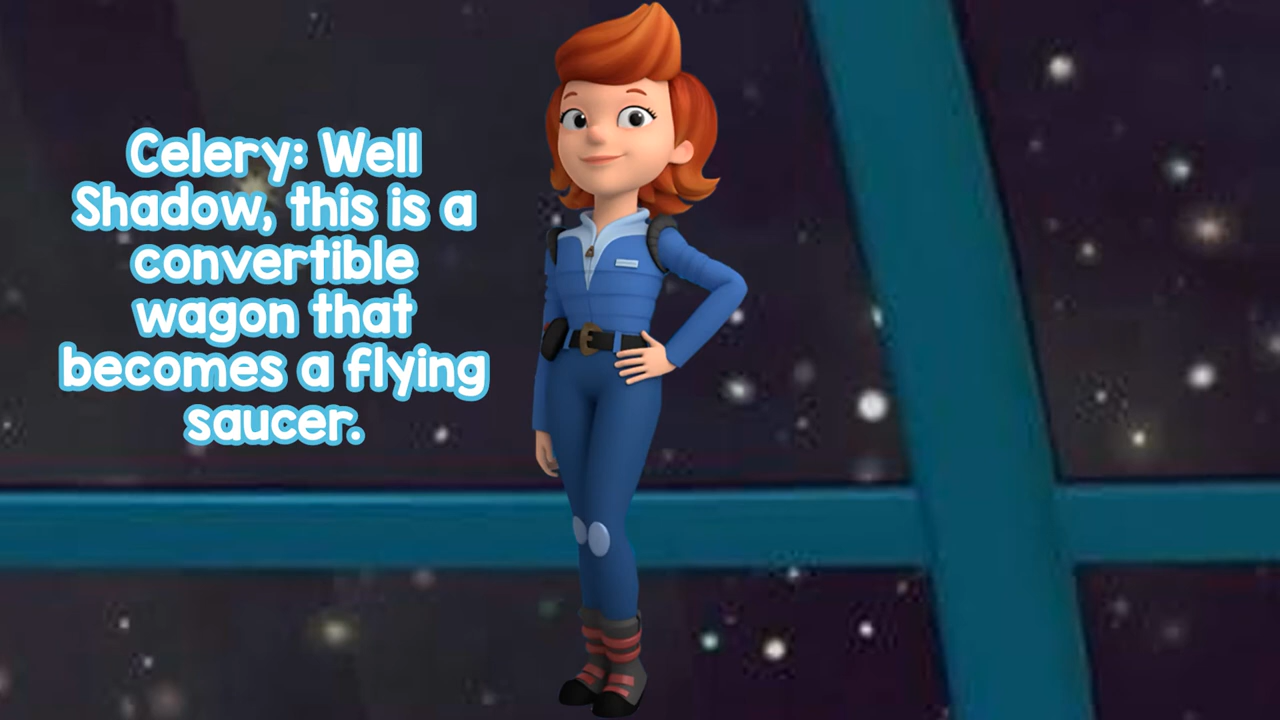 Celery: Well
Shadow, this is a
convertible
wagon that
becomes a flying
saucer.